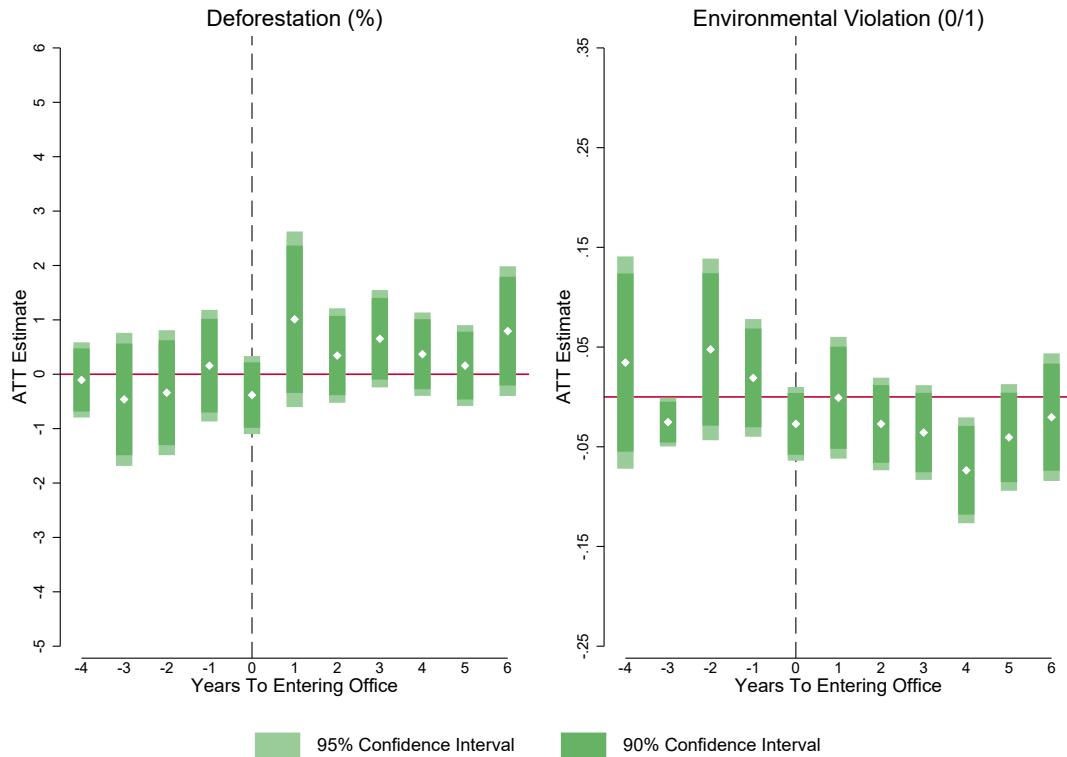 Deforestation (%)
6
5
4
3
2
1
0
-1
-2
-3
-4
-5
ATT Estimate
-4 -3 -2 -1 0 1 2 3 4 5 6
Years To Entering Office
Environmental Violation (0/1)
.35
.25
.15
.05
-.05
-.15
-.25
ATT Estimate
-4 -3 -2 -1 0 1 2 3 4 5 6
Years To Entering Office
95% Confidence Interval
90% Confidence Interval